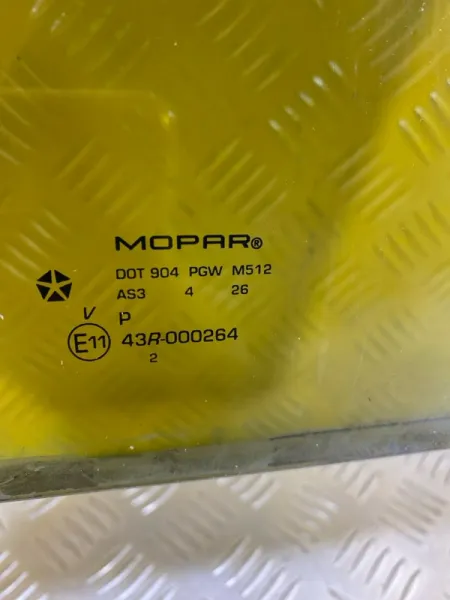 MOPAR®
DOT 904 PGW M512
AS3 4 26
V P
E11 43R-000264
2